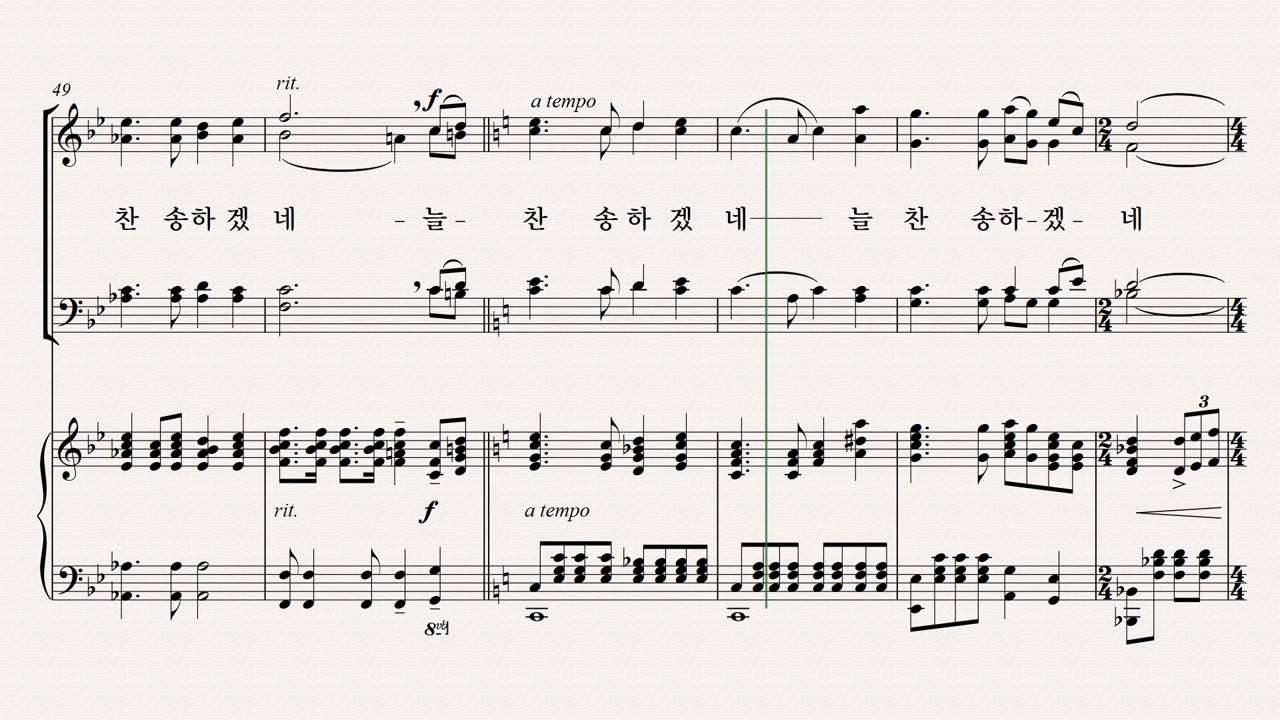 49
rit.
f
a tempo
찬 송하 겠 네 - 늘 - 찬 송 하 겠 네 늘 찬 송하 - 겠 - 네
3
rit.
f
a tempo
8vb